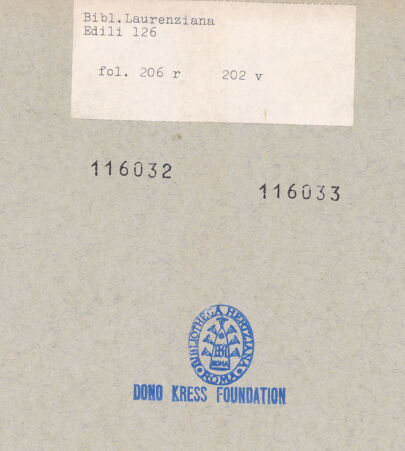 Bibl.Laurenziana
Edili 126
fol. 206 r 202 v
116032
116033
BIBLIOTHECA HERTZIANA
ROMA
DONO KRESS FOUNDATION